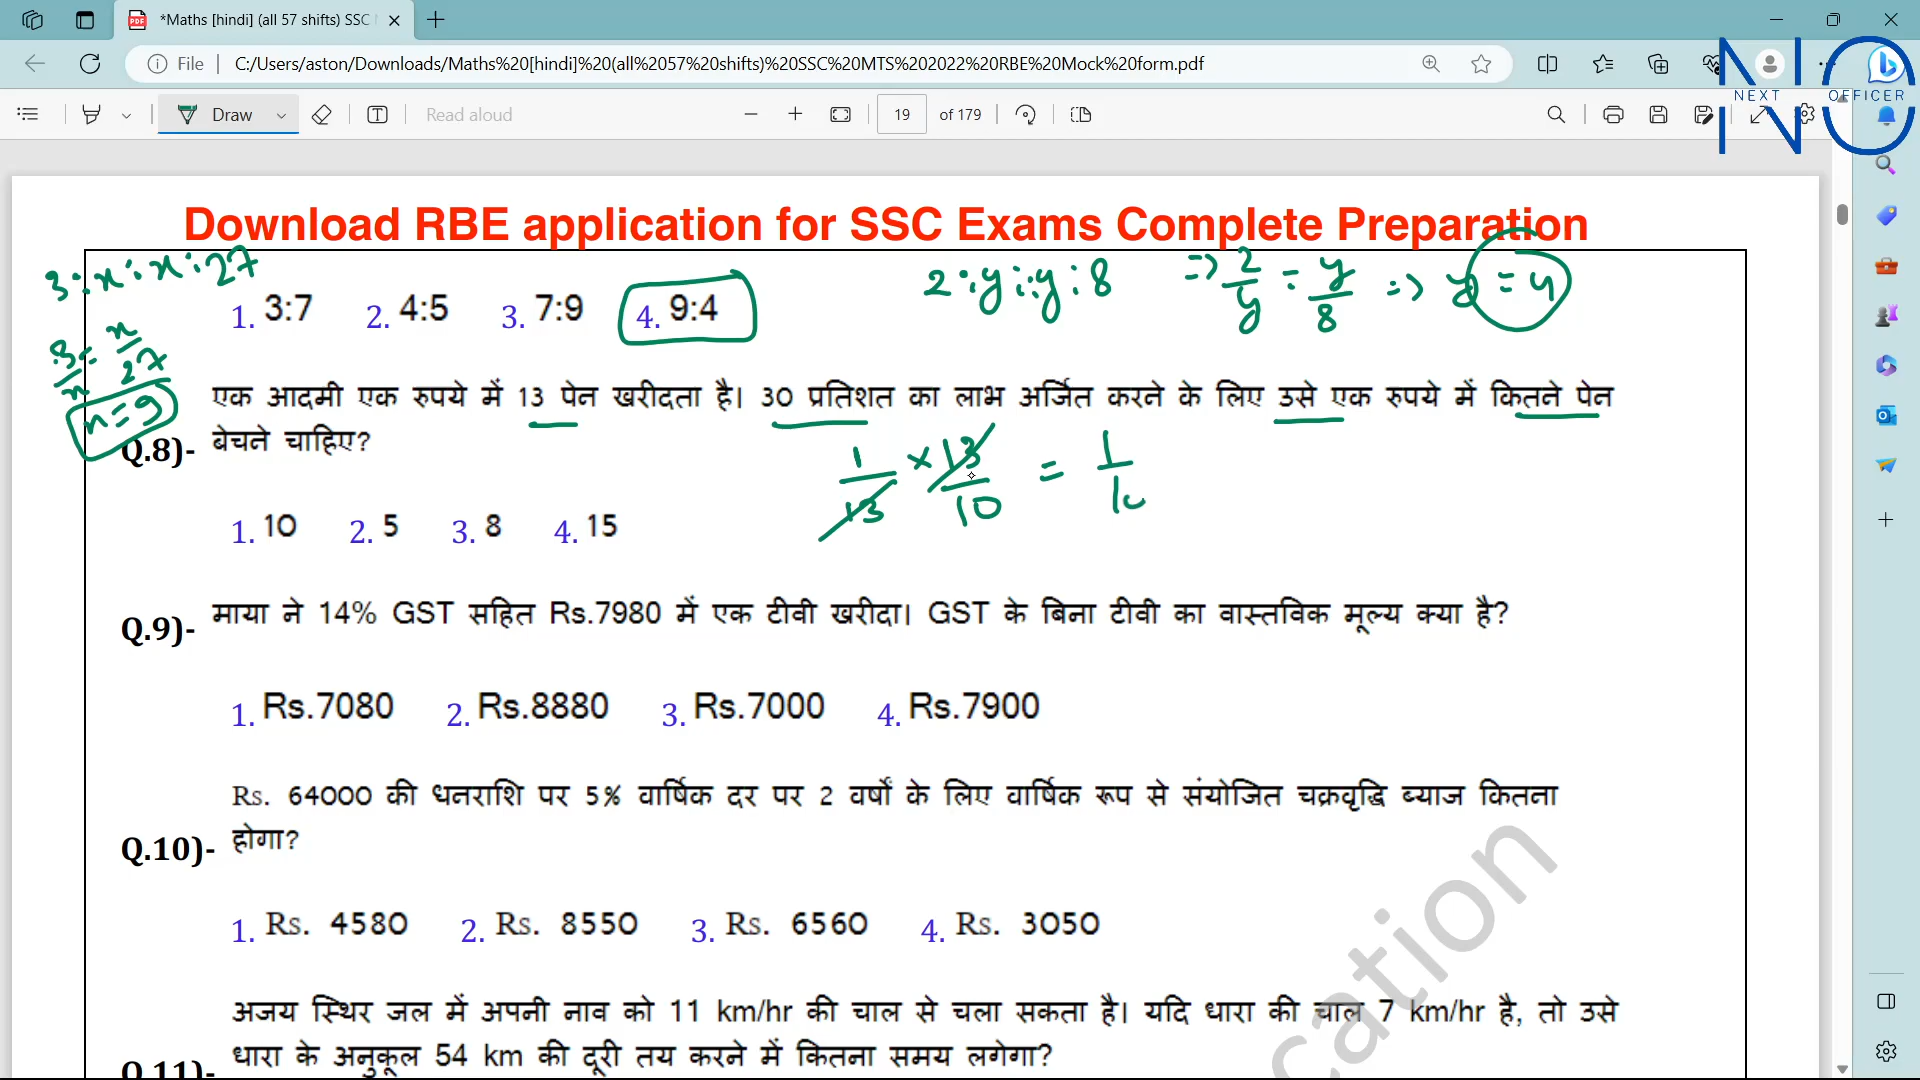 *Maths [hindi] (all 57 shifts) SSC
File C:/Users/aston/Downloads/Maths%20[hindi]%20(all%2057%20shifts)%20SSC%20MTS%202022%20RBE%20Mock%20form.pdf
NEXT OFFICER
Draw Read aloud 19 of 179
Download RBE application for SSC Exams Complete Preparation
3:x::x:27
2:y::y:8 => 2/y = y/8 => y = 4
1. 3:7 2. 4:5 3. 7:9 4. 9:4
3/x = x/27
x=9
Q.8)- एक आदमी एक रुपये में 13 पेन खरीदता है। 30 प्रतिशत का लाभ अर्जित करने के लिए उसे एक रुपये में कितने पेन
बेचने चाहिए?
1/13 × 13/10 = 1/10
1. 10 2. 5 3. 8 4. 15
Q.9)- माया ने 14% GST सहित Rs.7980 में एक टीवी खरीदा। GST के बिना टीवी का वास्तविक मूल्य क्या है?
1. Rs.7080 2. Rs.8880 3. Rs.7000 4. Rs.7900
Rs. 64000 की धनराशि पर 5% वार्षिक दर पर 2 वर्षों के लिए वार्षिक रूप से संयोजित चक्रवृद्धि ब्याज कितना
Q.10)- होगा?
1. Rs. 4580 2. Rs. 8550 3. Rs. 6560 4. Rs. 3050
अजय स्थिर जल में अपनी नाव को 11 km/hr की चाल से चला सकता है। यदि धारा की चाल 7 km/hr है, तो उसे
धारा के अनुकूल 54 km की दूरी तय करने में कितना समय लगेगा?
Q.11)-
cation